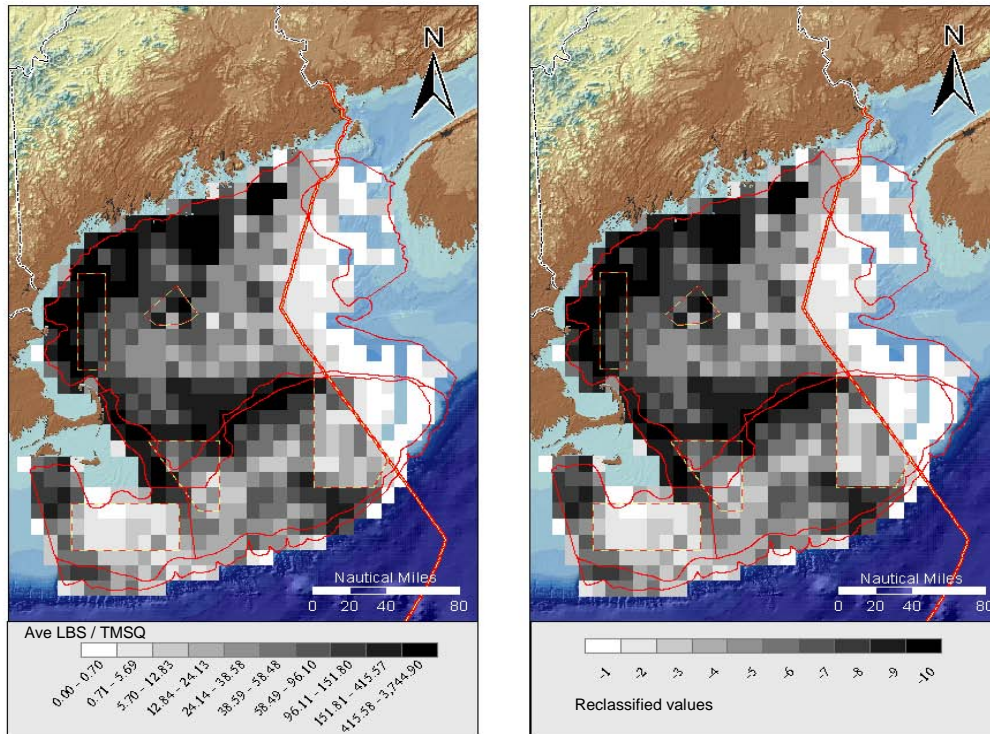 N
Nautical Miles
0 20 40 80
Ave LBS / TMSQ
0.00 - 0.70
0.71 - 5.69
5.70 - 12.83
12.84 - 24.13
24.14 - 38.58
38.59 - 58.48
58.49 - 96.10
96.11 - 151.80
151.81 - 415.57
415.58 - 3,744.90
N
Nautical Miles
0 20 40 80
-1 -2 -3 -4 -5 -6 -7 -8 -9 -10
Reclassified values